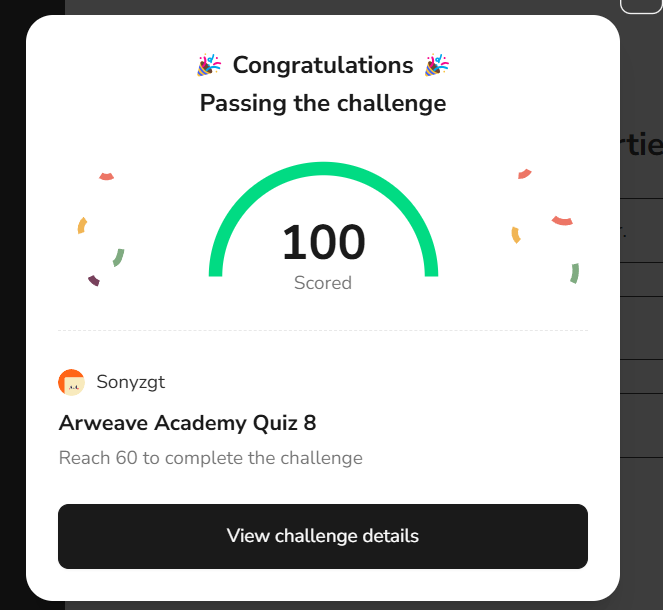 🎉 Congratulations 🎉
Passing the challenge
100
Scored
Sonyzgt
Arweave Academy Quiz 8
Reach 60 to complete the challenge
View challenge details